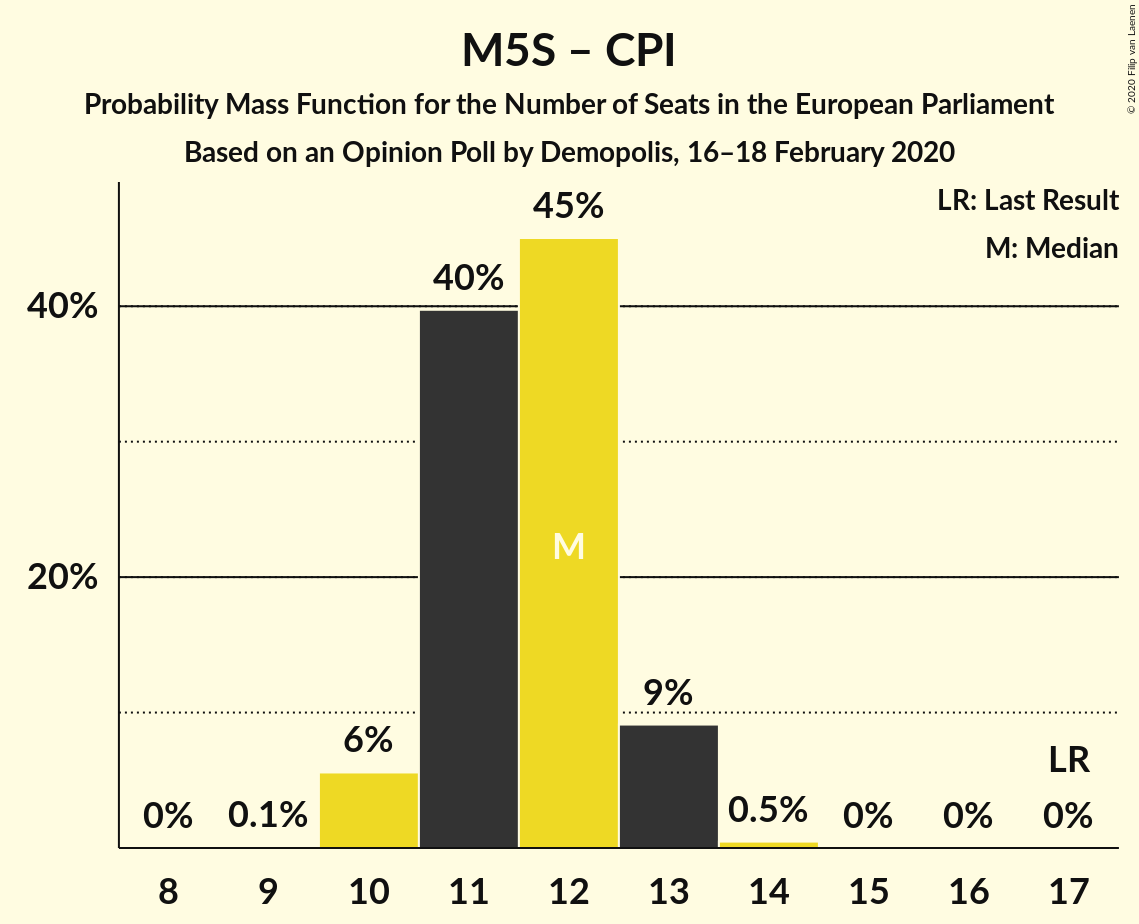 M5S – CPI
Probability Mass Function for the Number of Seats in the European Parliament
Based on an Opinion Poll by Demopolis, 16–18 February 2020
© 2020 Filip van Laenen
LR: Last Result
M: Median
45%
40%
40%
M
20%
9%
6%
LR
0% 0.1% 0.5% 0% 0% 0%
8 9 10 11 12 13 14 15 16 17